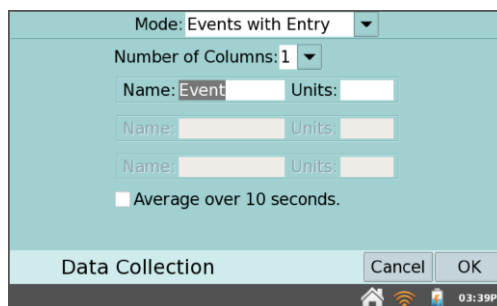 Mode: Events with Entry
Number of Columns: 1
Name: Event Units:
Name: Units:
Name: Units:
Average over 10 seconds.
Data Collection Cancel OK
03:39P